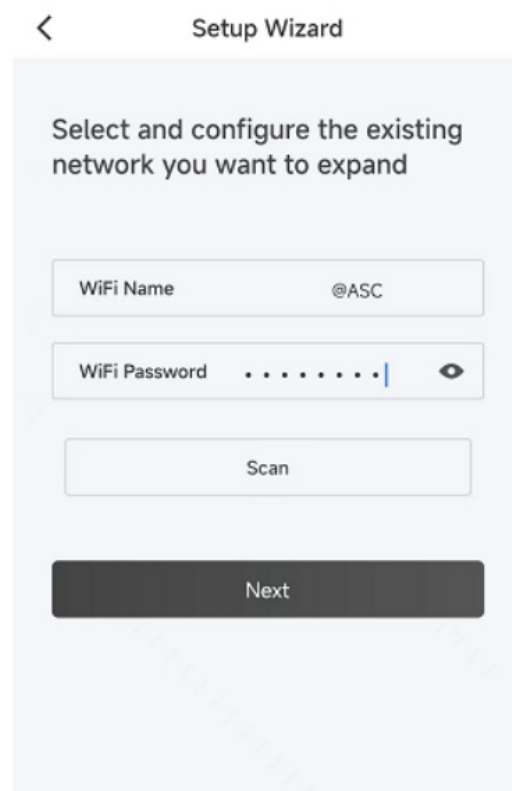 Setup Wizard
Select and configure the existing
network you want to expand
WiFi Name @ASC
WiFi Password · · · · · · · ·
Scan
Next